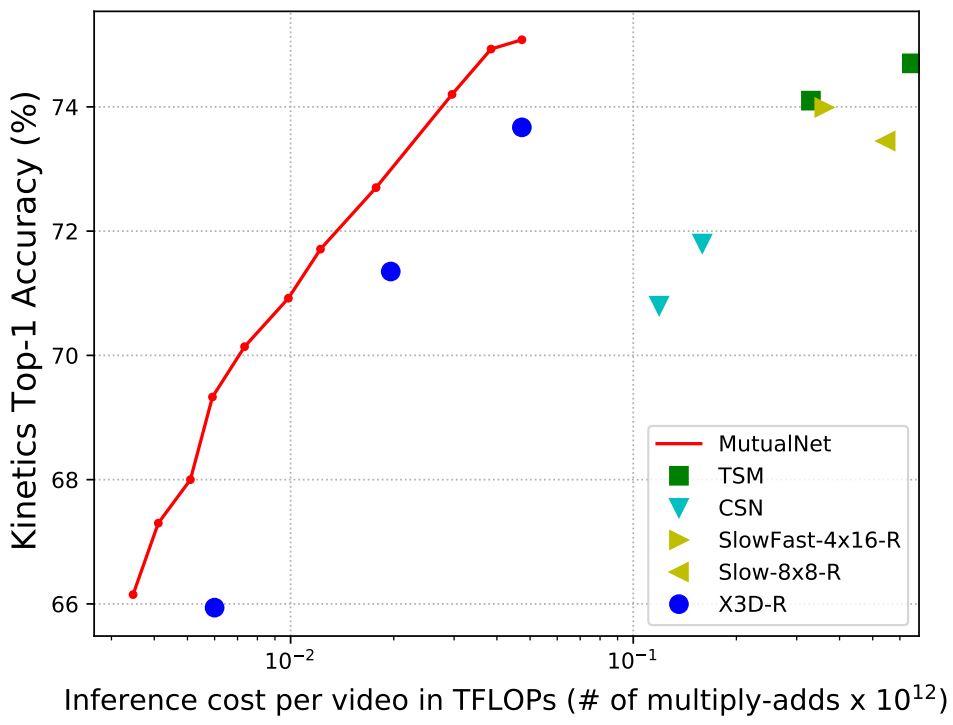 Kinetics Top-1 Accuracy (%)
74
72
70
68
66
MutualNet
TSM
CSN
SlowFast-4x16-R
Slow-8x8-R
X3D-R
10⁻² 10⁻¹
Inference cost per video in TFLOPs (# of multiply-adds x 10¹²)